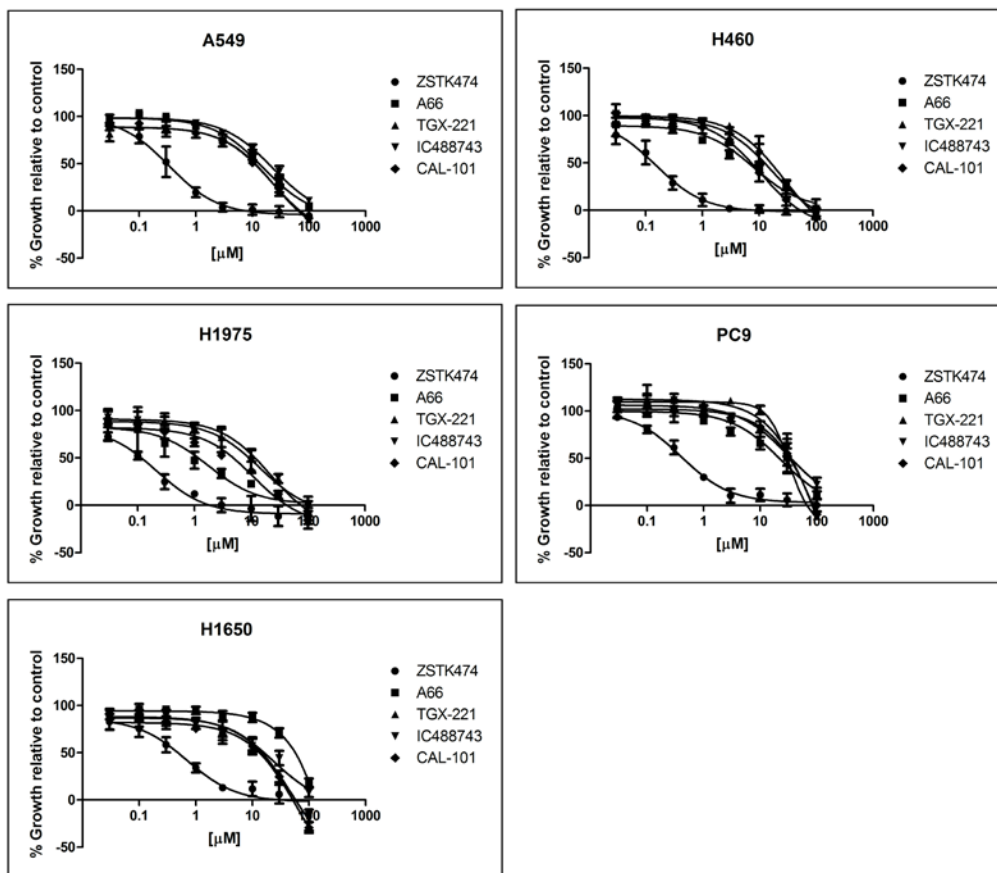 A549
150
100
50
0
-50
% Growth relative to control
0.1 1 10 100 1000
[μM]
ZSTK474
A66
TGX-221
IC488743
CAL-101
H460
150
100
50
0
-50
% Growth relative to control
0.1 1 10 100 1000
[μM]
ZSTK474
A66
TGX-221
IC488743
CAL-101
H1975
150
100
50
0
-50
% Growth relative to control
0.1 1 10 100 1000
[μM]
ZSTK474
A66
TGX-221
IC488743
CAL-101
PC9
150
100
50
0
-50
% Growth relative to control
0.1 1 10 100 1000
[μM]
ZSTK474
A66
TGX-221
IC488743
CAL-101
H1650
150
100
50
0
-50
% Growth relative to control
0.1 1 10 100 1000
[μM]
ZSTK474
A66
TGX-221
IC488743
CAL-101